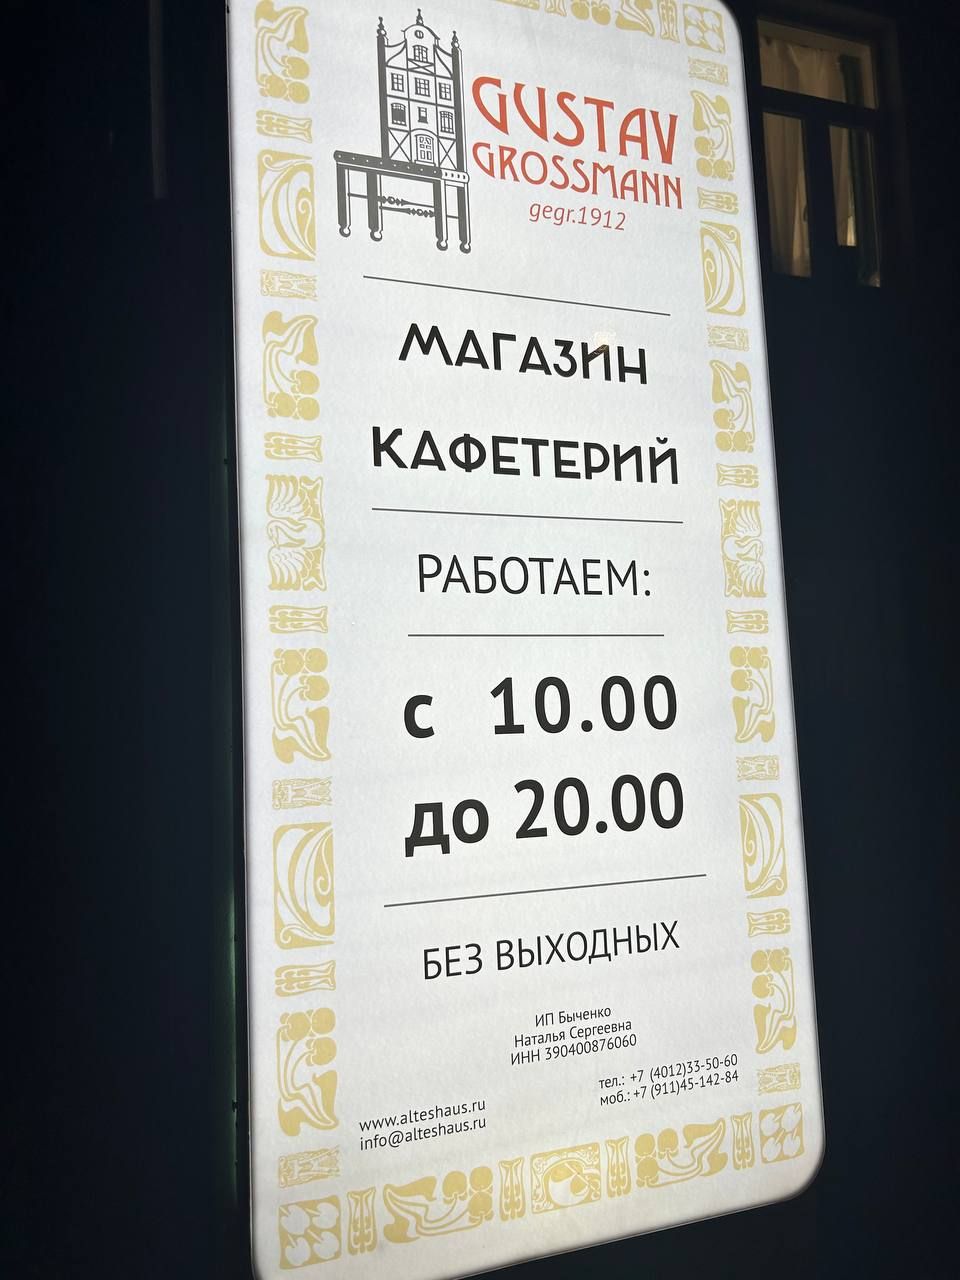 GUSTAV
GROSSMANN
gegr.1912
МАГАЗИН
КАФЕТЕРИЙ
РАБОТАЕМ:
с 10.00
до 20.00
БЕЗ ВЫХОДНЫХ
ИП Быченко
Наталья Сергеевна
ИНН 390400876060
тел.: +7 (4012)33-50-60
моб.: +7 (911)45-142-84
www.alteshaus.ru
info@alteshaus.ru